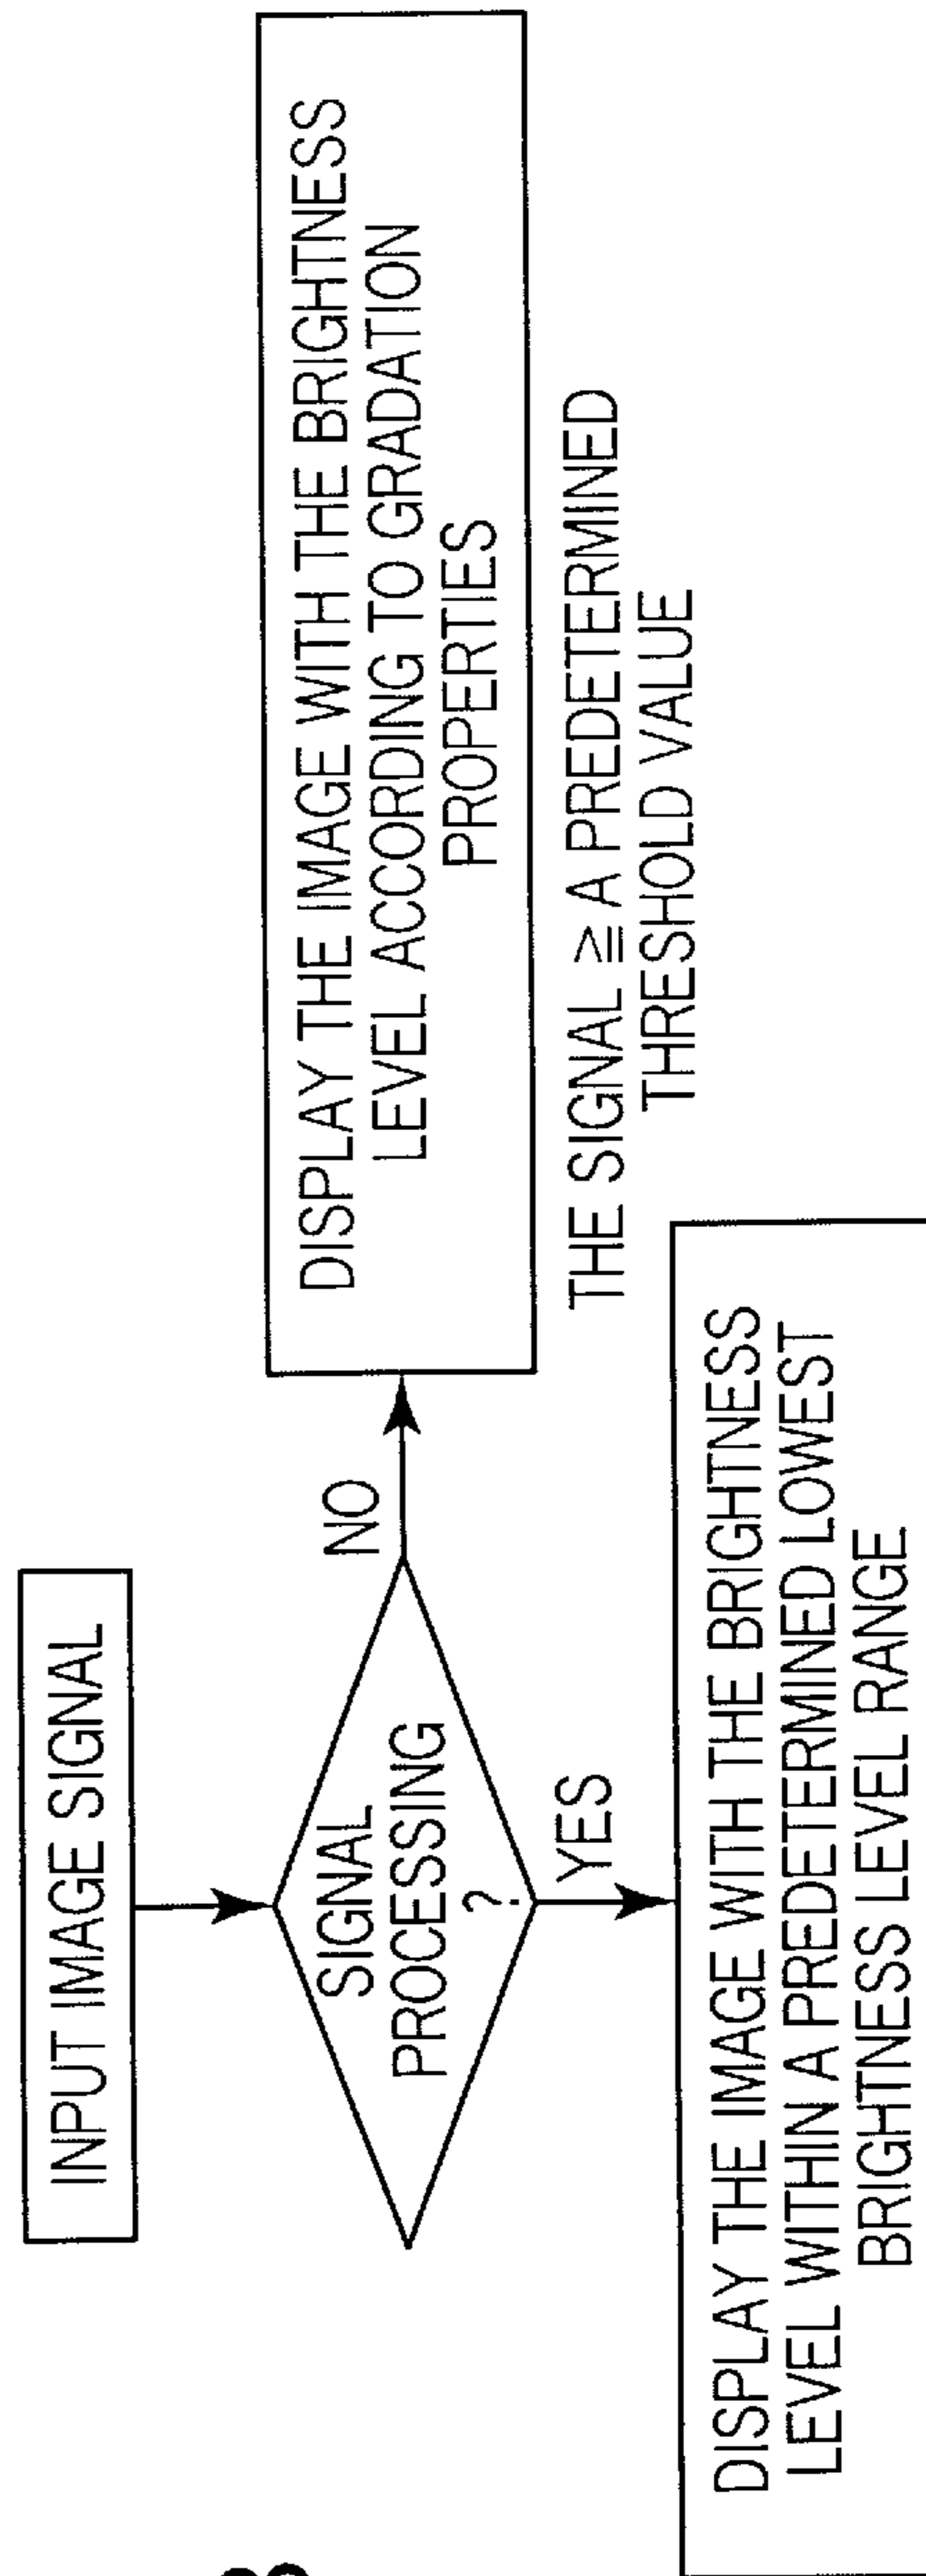 INPUT IMAGE SIGNAL
SIGNAL
PROCESSING
?
NO
DISPLAY THE IMAGE WITH THE BRIGHTNESS
LEVEL ACCORDING TO GRADATION
PROPERTIES
THE SIGNAL ≧ A PREDETERMINED
THRESHOLD VALUE
YES
DISPLAY THE IMAGE WITH THE BRIGHTNESS
LEVEL WITHIN A PREDETERMINED LOWEST
BRIGHTNESS LEVEL RANGE